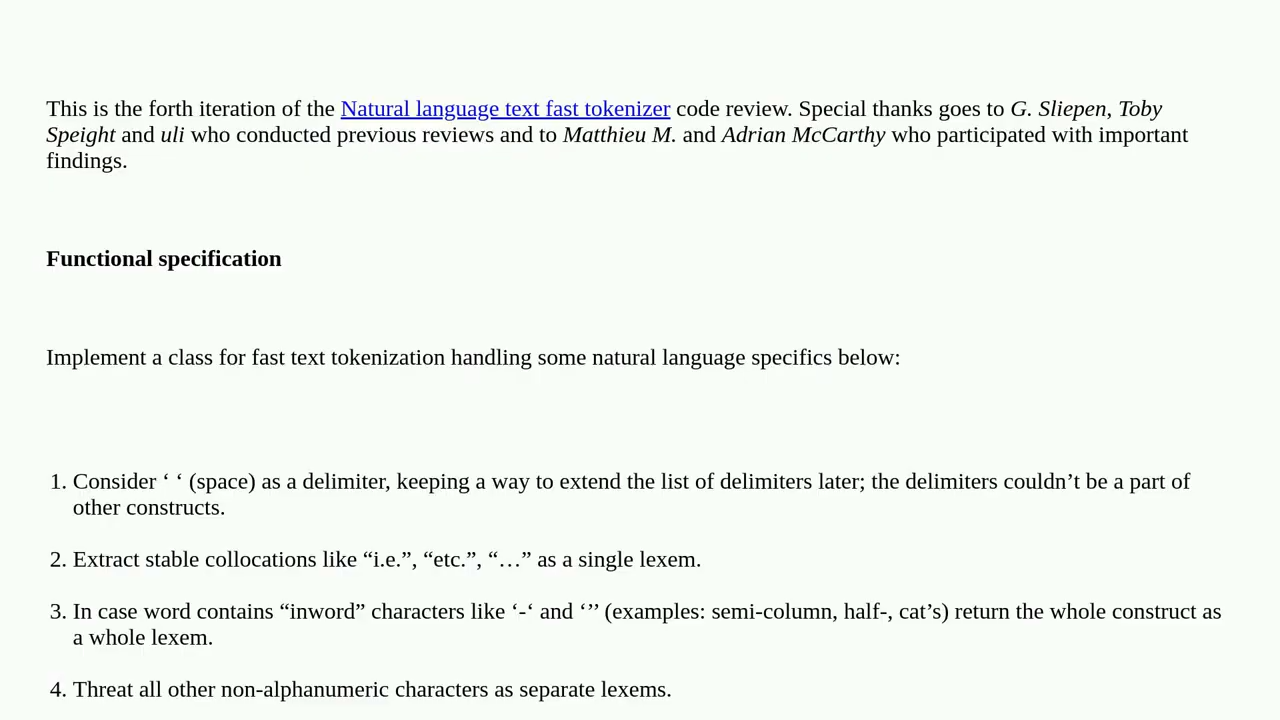 This is the forth iteration of the Natural language text fast tokenizer code review. Special thanks goes to G. Sliepen, Toby
Speight and uli who conducted previous reviews and to Matthieu M. and Adrian McCarthy who participated with important
findings.
Functional specification
Implement a class for fast text tokenization handling some natural language specifics below:
1. Consider ‘ ‘ (space) as a delimiter, keeping a way to extend the list of delimiters later; the delimiters couldn’t be a part of
other constructs.
2. Extract stable collocations like “i.e.”, “etc.”, “…” as a single lexem.
3. In case word contains “inword” characters like ‘-‘ and ‘’’ (examples: semi-column, half-, cat’s) return the whole construct as
a whole lexem.
4. Threat all other non-alphanumeric characters as separate lexems.